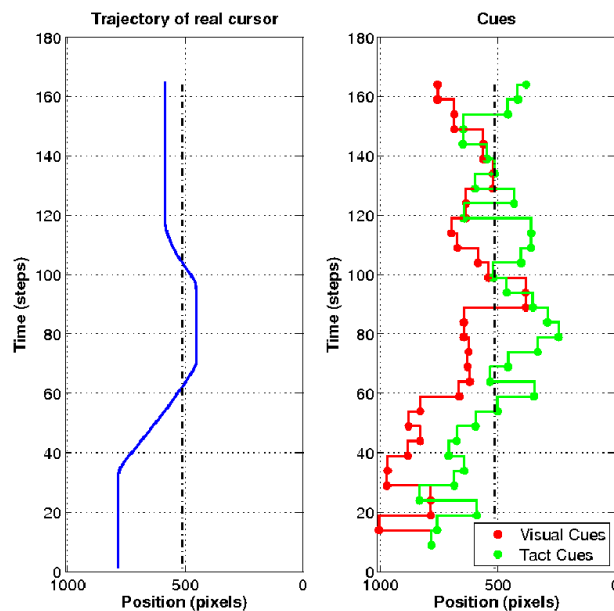 Trajectory of real cursor
180
160
140
120
100
80
60
40
20
0
1000 500 0
Time (steps)
Position (pixels)
Cues
180
160
140
120
100
80
60
40
20
0
1000 500 0
Time (steps)
Position (pixels)
Visual Cues
Tact Cues